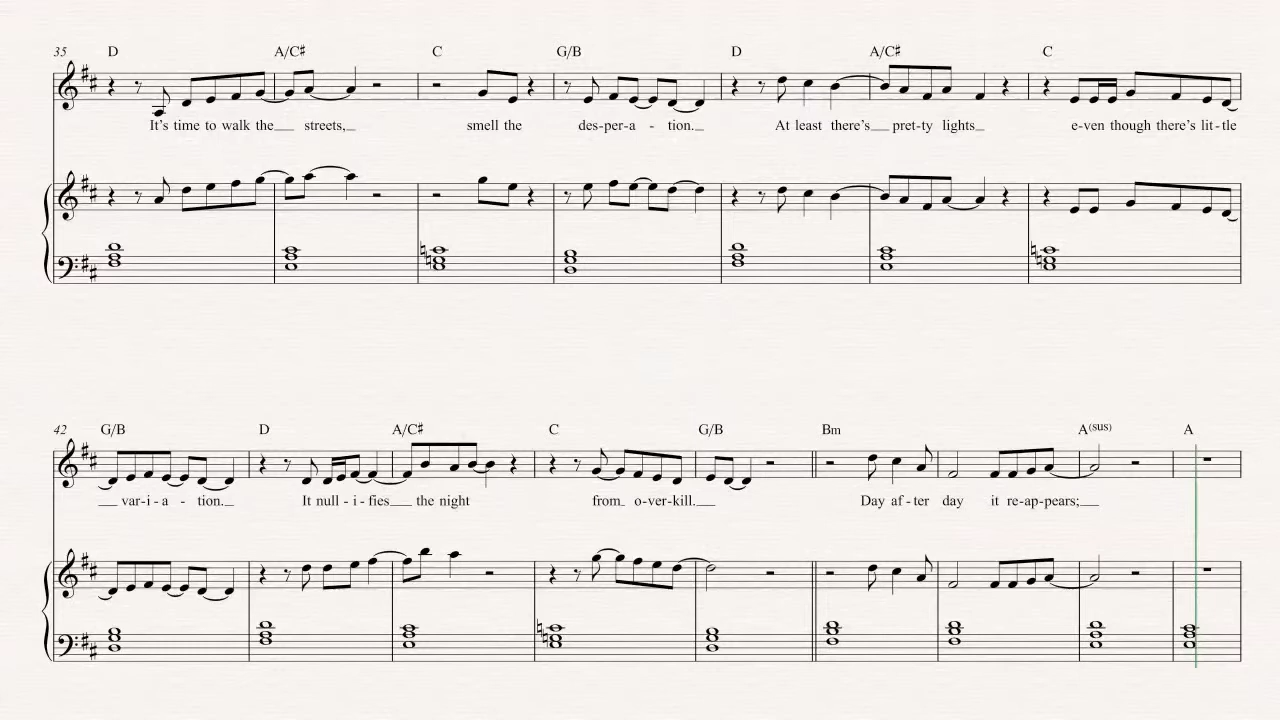 35 D A/C# C G/B D A/C# C
It's time to walk the streets, smell the des-per-a - tion. At least there's pret-ty lights e-ven though there's lit-tle
42 G/B D A/C# C G/B Bm A(sus) A
var-i-a - tion. It null-i-fies the night from o-ver-kill. Day af-ter day it re-ap-pears;